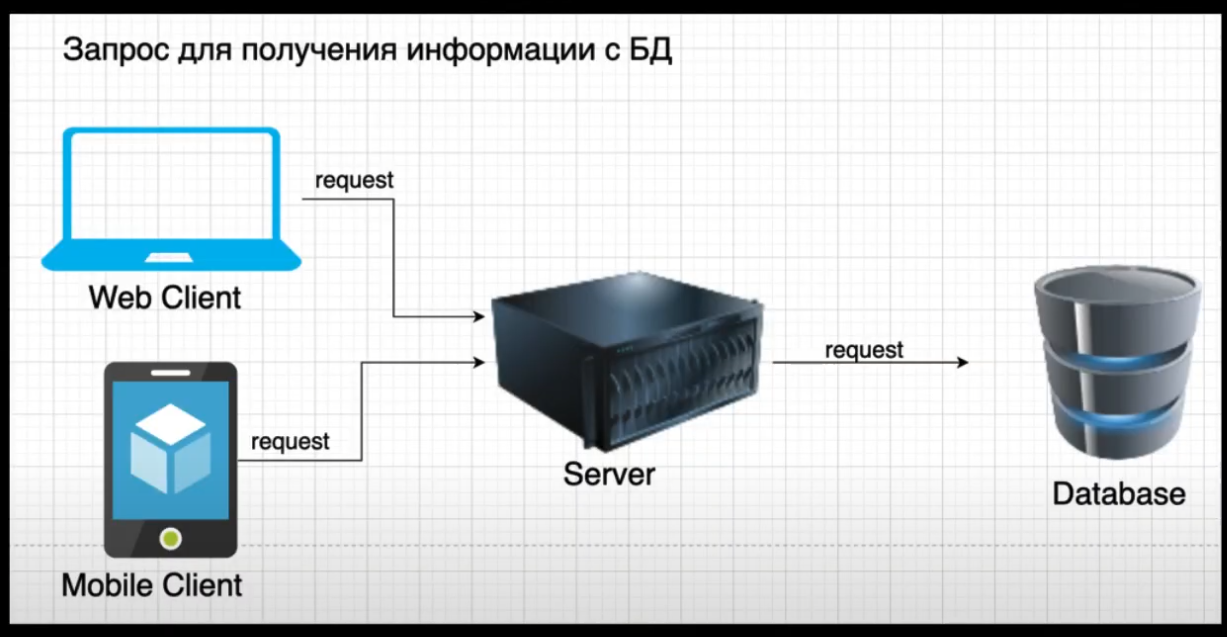 Запрос для получения информации с БД
request
Web Client
request
request
Server
Database
Mobile Client